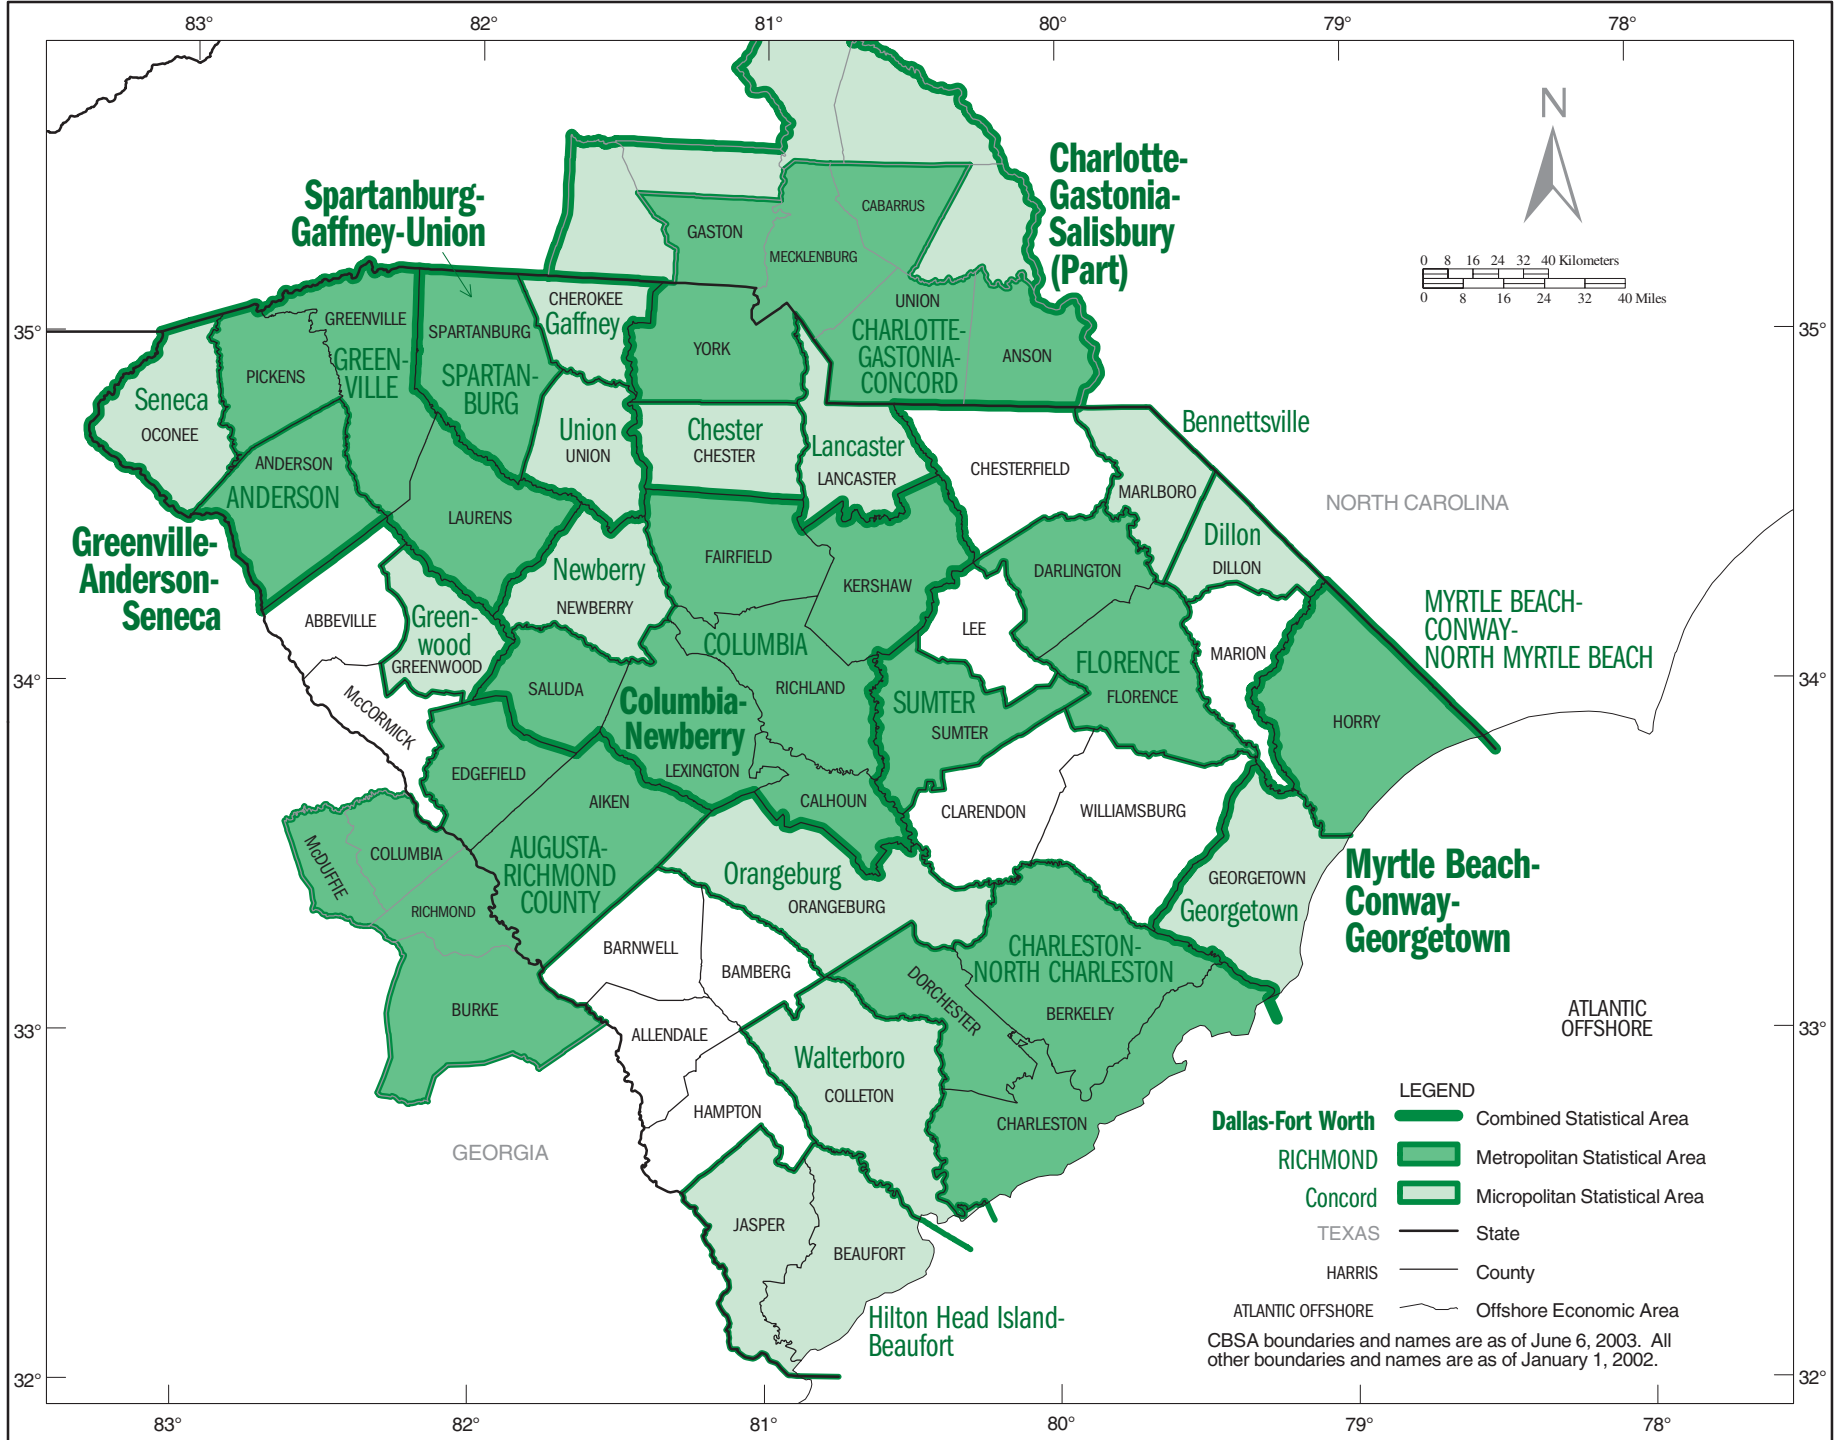 83°
82°
81°
80°
79°
78°
N
0 8 16 24 32 40 Kilometers
0 8 16 24 32 40 Miles
Charlotte-
Gastonia-
Salisbury
(Part)
Spartanburg-
Gaffney-Union
CABARRUS
GASTON
MECKLENBURG
UNION
CHARLOTTE-
GASTONIA-
CONCORD
ANSON
CHEROKEE
Gaffney
GREENVILLE
GREEN-
VILLE
SPARTANBURG
SPARTAN-
BURG
YORK
35°
35°
PICKENS
Seneca
OCONEE
ANDERSON
ANDERSON
Union
UNION
Chester
CHESTER
Lancaster
LANCASTER
CHESTERFIELD
Bennettsville
MARLBORO
NORTH CAROLINA
Dillon
DILLON
LAURENS
Greenville-
Anderson-
Seneca
Newberry
NEWBERRY
FAIRFIELD
KERSHAW
DARLINGTON
MYRTLE BEACH-
CONWAY-
NORTH MYRTLE BEACH
ABBEVILLE
Green-
wood
GREENWOOD
LEE
COLUMBIA
MARION
FLORENCE
FLORENCE
34°
34°
McCORMICK
SALUDA
Columbia-
Newberry
RICHLAND
SUMTER
SUMTER
HORRY
EDGEFIELD
LEXINGTON
AIKEN
CALHOUN
CLARENDON
WILLIAMSBURG
McDUFFIE
COLUMBIA
AUGUSTA-
RICHMOND
COUNTY
RICHMOND
Orangeburg
ORANGEBURG
GEORGETOWN
Georgetown
Myrtle Beach-
Conway-
Georgetown
BARNWELL
BAMBERG
CHARLESTON-
NORTH CHARLESTON
DORCHESTER
BERKELEY
BURKE
33°
33°
ALLENDALE
ATLANTIC
OFFSHORE
Walterboro
COLLETON
HAMPTON
CHARLESTON
GEORGIA
JASPER
BEAUFORT
Hilton Head Island-
Beaufort
LEGEND
Dallas-Fort Worth Combined Statistical Area
RICHMOND Metropolitan Statistical Area
Concord Micropolitan Statistical Area
TEXAS State
HARRIS County
ATLANTIC OFFSHORE Offshore Economic Area
CBSA boundaries and names are as of June 6, 2003. All
other boundaries and names are as of January 1, 2002.
32°
32°
83°
82°
81°
80°
79°
78°